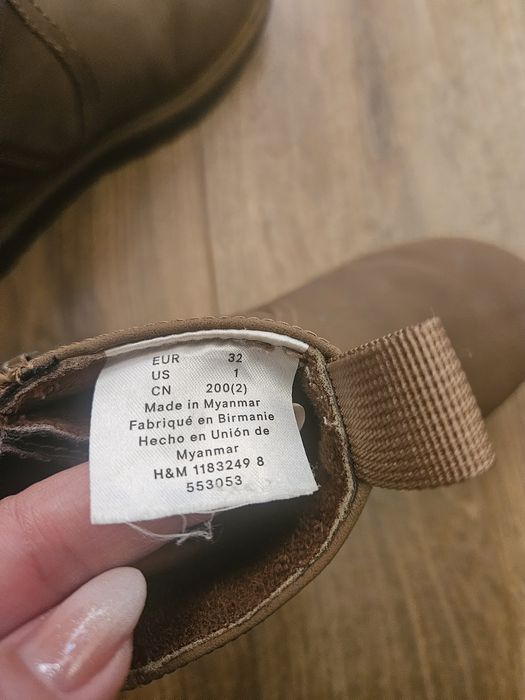 EUR 32
US 1
CN 200(2)
Made in Myanmar
Fabriqué en Birmanie
Hecho en Unión de
Myanmar
H&M 1183249 8
553053